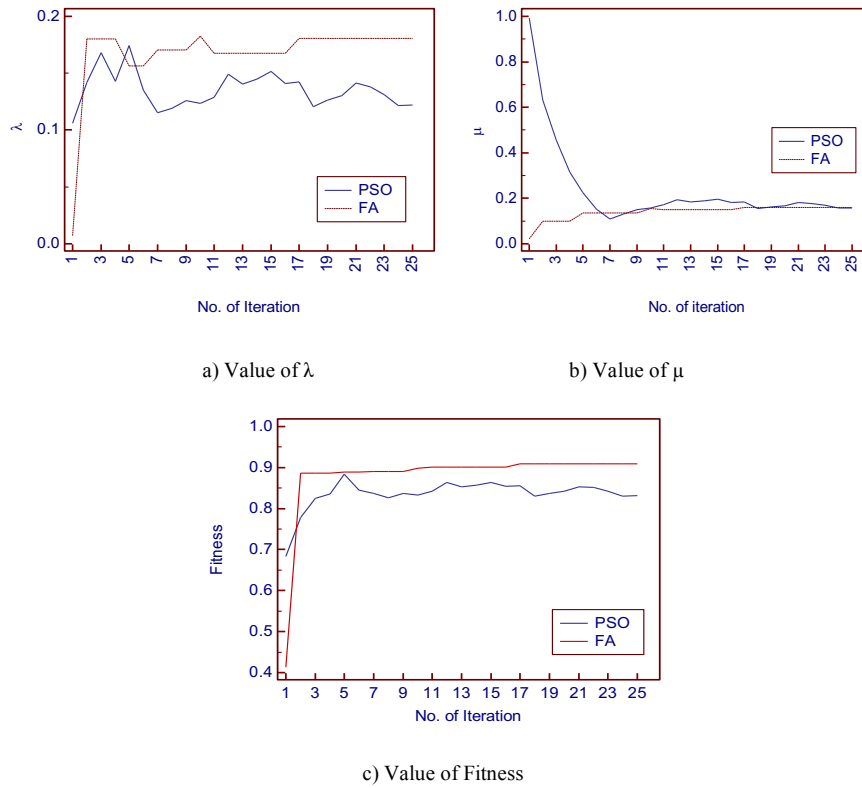 0.2
0.1
0.0
λ
PSO
FA
1 3 5 7 9 11 13 15 17 19 21 23 25
No. of Iteration
a) Value of λ
1.0
0.8
0.6
0.4
0.2
0.0
μ
PSO
FA
1 3 5 7 9 11 13 15 17 19 21 23 25
No. of iteration
b) Value of μ
1.0
0.9
0.8
0.7
0.6
0.5
0.4
Fitness
PSO
FA
1 3 5 7 9 11 13 15 17 19 21 23 25
No. of Iteration
c) Value of Fitness